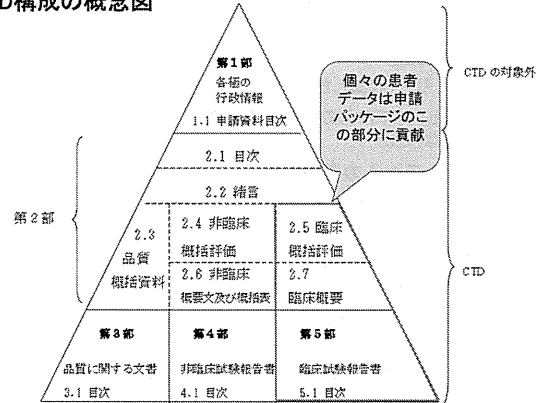 D構成の概念図
第1部
各極の
行政情報
1.1 申請資料目次
個々の患者
データは申請
パッケージのこ
の部分に貢献
CTD の対象外
2.1 目次
2.2 緒言
第2部
2.3
品質
概括資料
2.4 非臨床
概括評価
2.5 臨床
概括評価
2.6 非臨床
概要文及び概括表
2.7
臨床概要
CTD
第3部
品質に関する文書
3.1 目次
第4部
非臨床試験報告書
4.1 目次
第5部
臨床試験報告書
5.1 目次